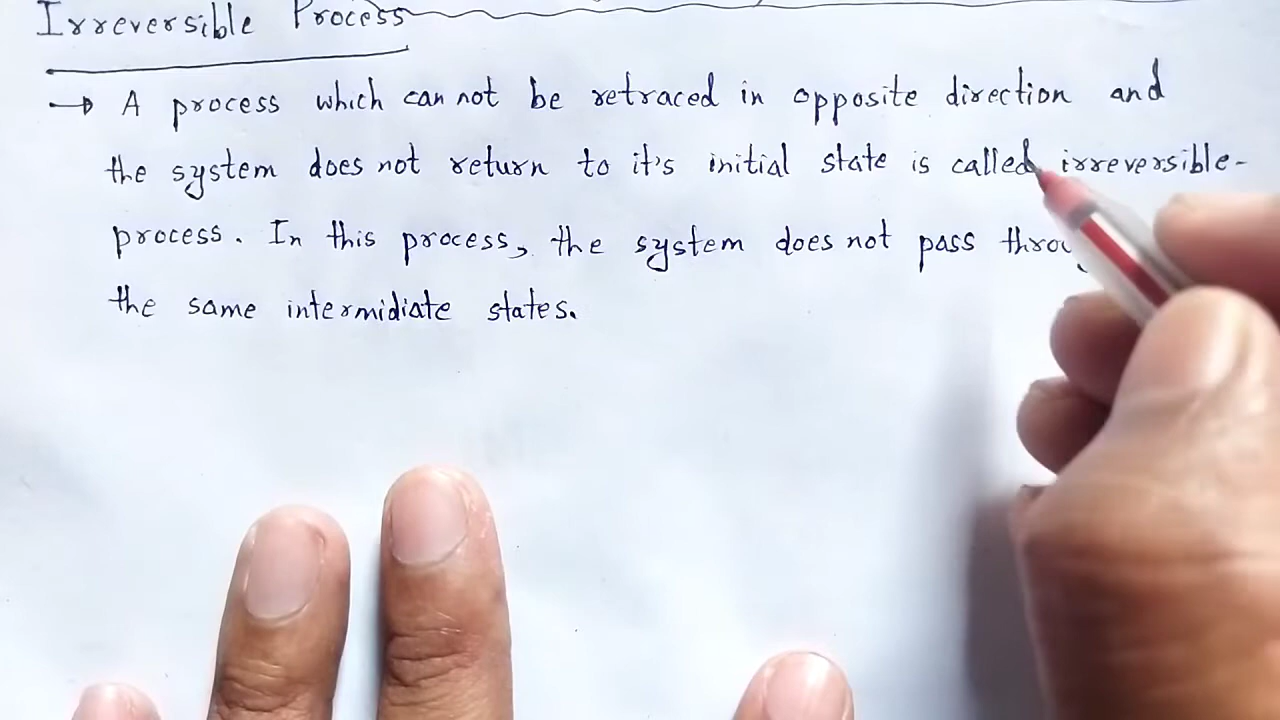 Irreversible Process
→ A process which can not be retraced in opposite direction and
the system does not return to it's initial state is called irreversible-
process. In this process, the system does not pass
the same intermidiate states.